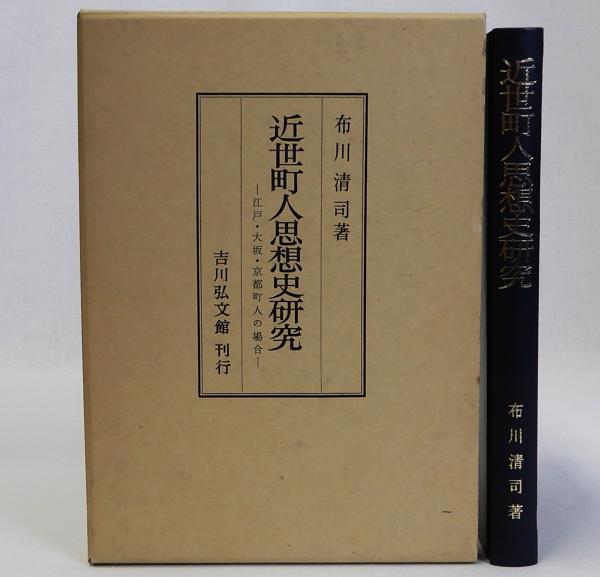 布川清司著
近世町人思想史研究
―江戸・大坂・京都町人の場合―
吉川弘文館 刊行
近世町人思想史研究
布川清司著